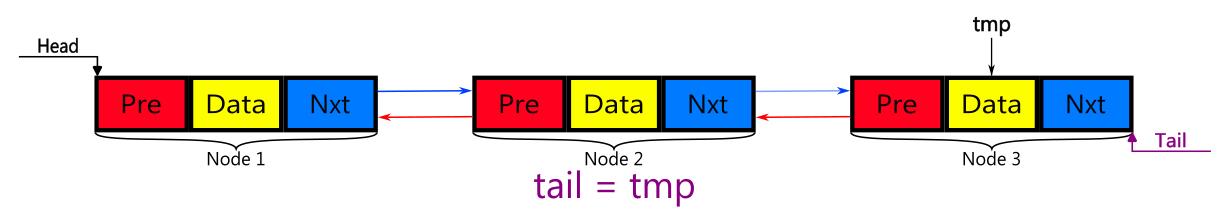 tmp
Head
Pre Data Nxt Pre Data Nxt Pre Data Nxt
Tail
Node 1 Node 2 Node 3
tail = tmp